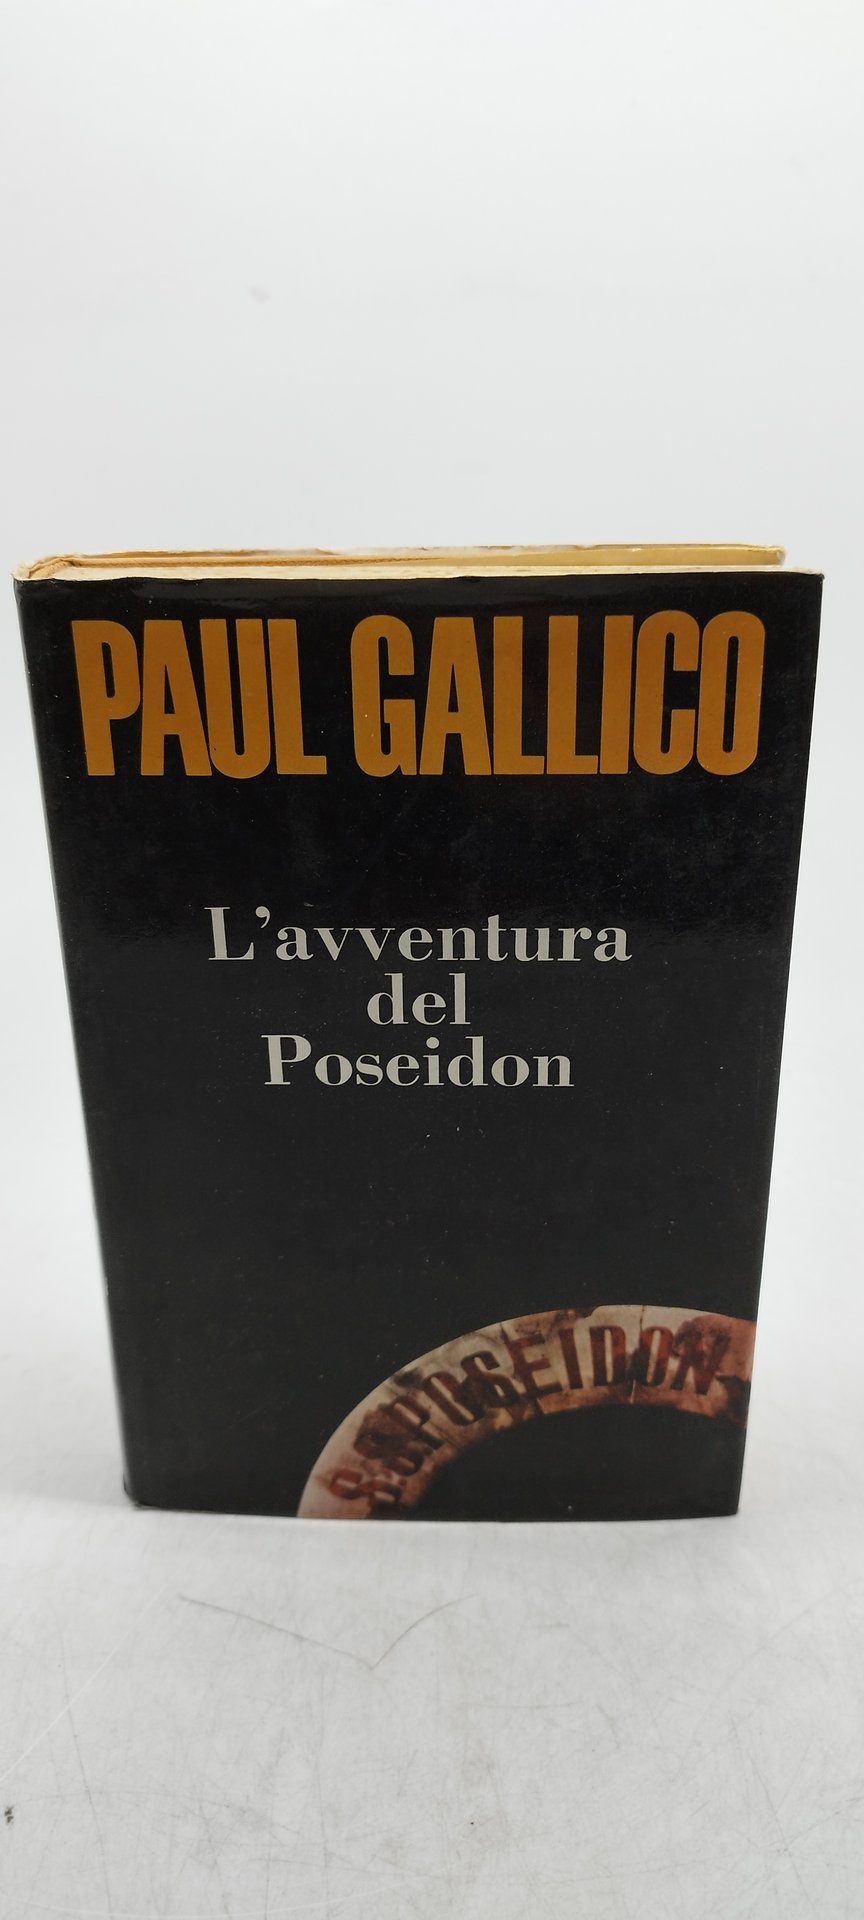 PAUL GALLICO
L'avventura
del
Poseidon
S.S.POSEIDON